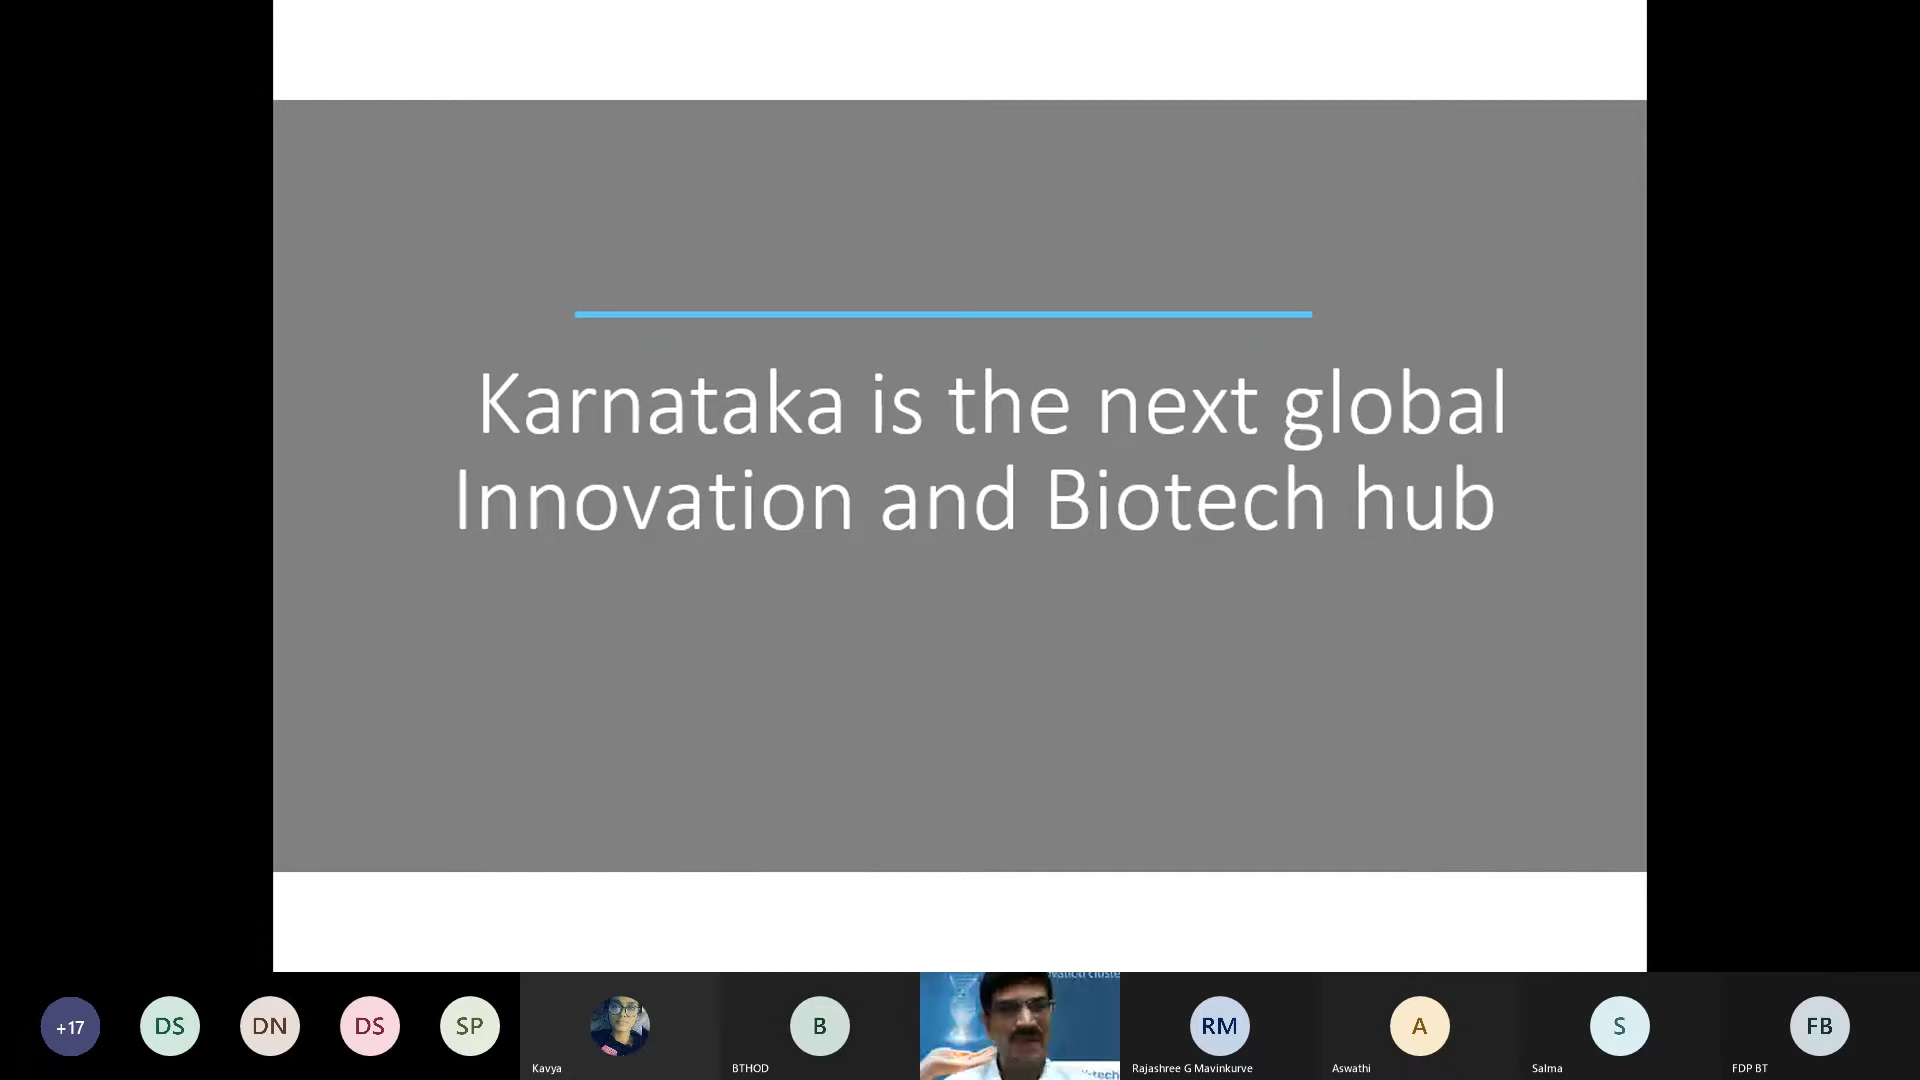 Karnataka is the next global
Innovation and Biotech hub
+17
DS
DN
DS
SP
Kavya
B
BTHOD
RM
Rajashree G Mavinkurve
A
Aswathi
S
Salma
FB
FDP BT